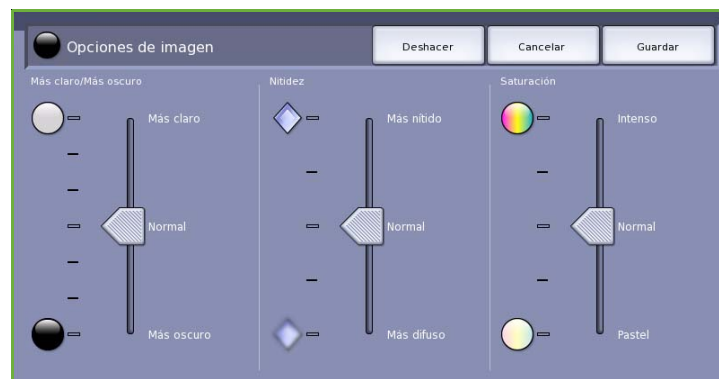 Opciones de imagen
Deshacer
Cancelar
Guardar
Más claro/Más oscuro
Nitidez
Saturación
Más claro
Más nítido
Intenso
Normal
Normal
Normal
Más oscuro
Más difuso
Pastel